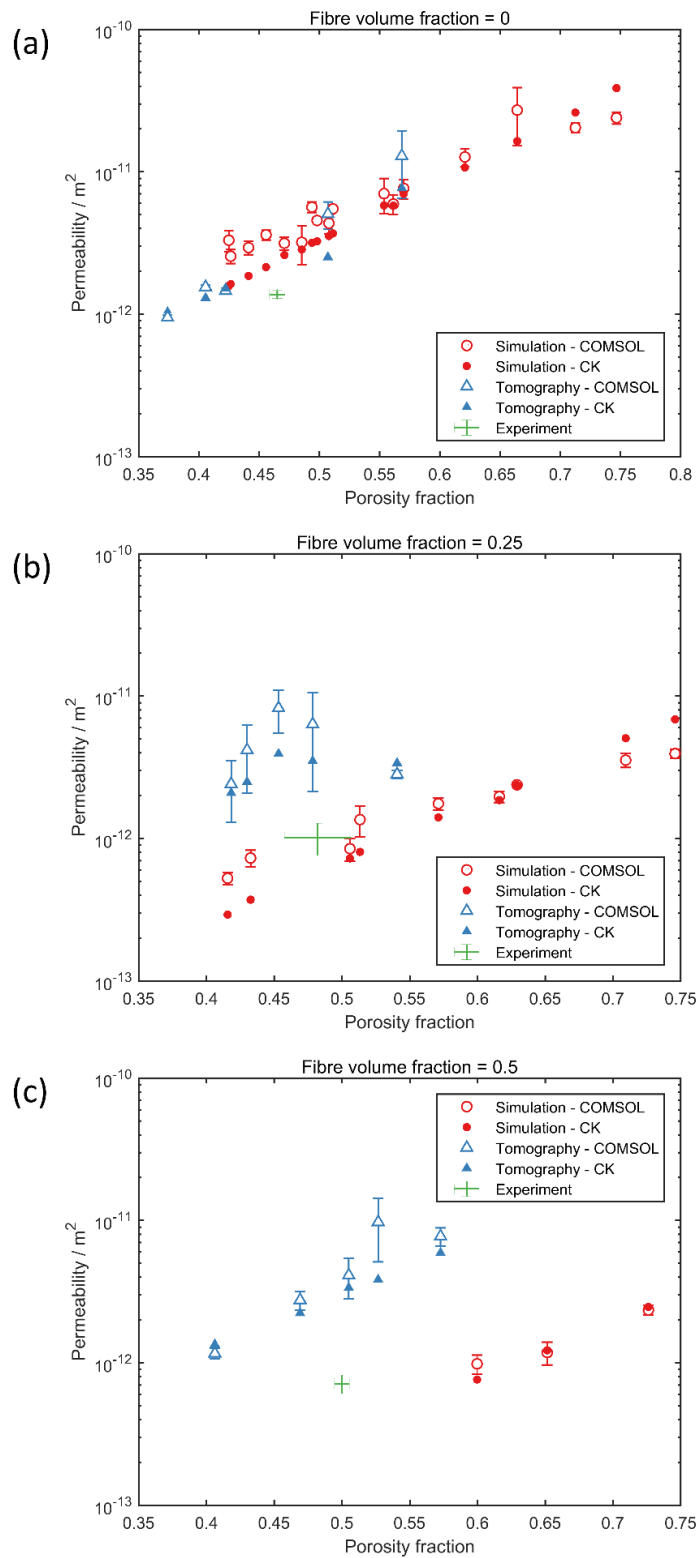 (a)
Fibre volume fraction = 0
10^-10
10^-11
10^-12
10^-13
Permeability / m^2
Simulation - COMSOL
Simulation - CK
Tomography - COMSOL
Tomography - CK
Experiment
0.35 0.4 0.45 0.5 0.55 0.6 0.65 0.7 0.75 0.8
Porosity fraction
(b)
Fibre volume fraction = 0.25
10^-10
10^-11
10^-12
10^-13
Permeability / m^2
Simulation - COMSOL
Simulation - CK
Tomography - COMSOL
Tomography - CK
Experiment
0.35 0.4 0.45 0.5 0.55 0.6 0.65 0.7 0.75
Porosity fraction
(c)
Fibre volume fraction = 0.5
10^-10
10^-11
10^-12
10^-13
Permeability / m^2
Simulation - COMSOL
Simulation - CK
Tomography - COMSOL
Tomography - CK
Experiment
0.35 0.4 0.45 0.5 0.55 0.6 0.65 0.7 0.75
Porosity fraction